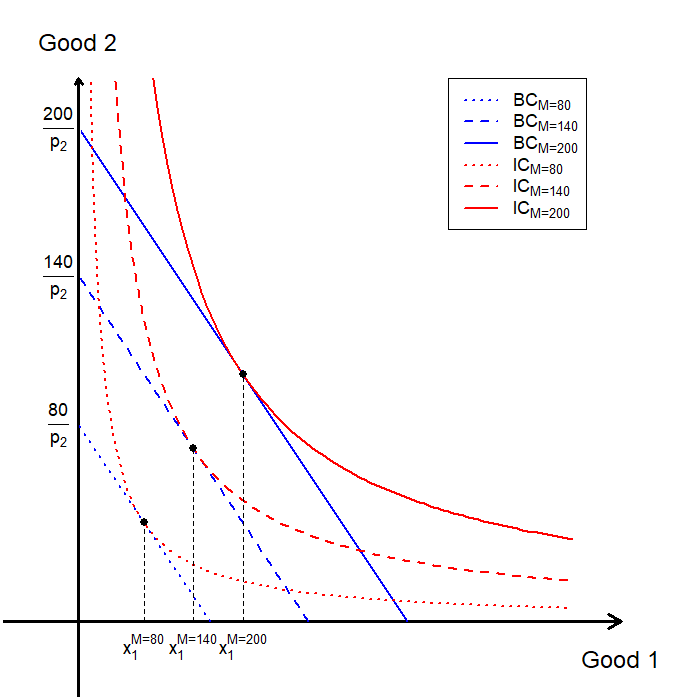 Good 2
200
p2
140
p2
80
p2
BCM=80
BCM=140
BCM=200
ICM=80
ICM=140
ICM=200
x1M=80 x1M=140 x1M=200
Good 1